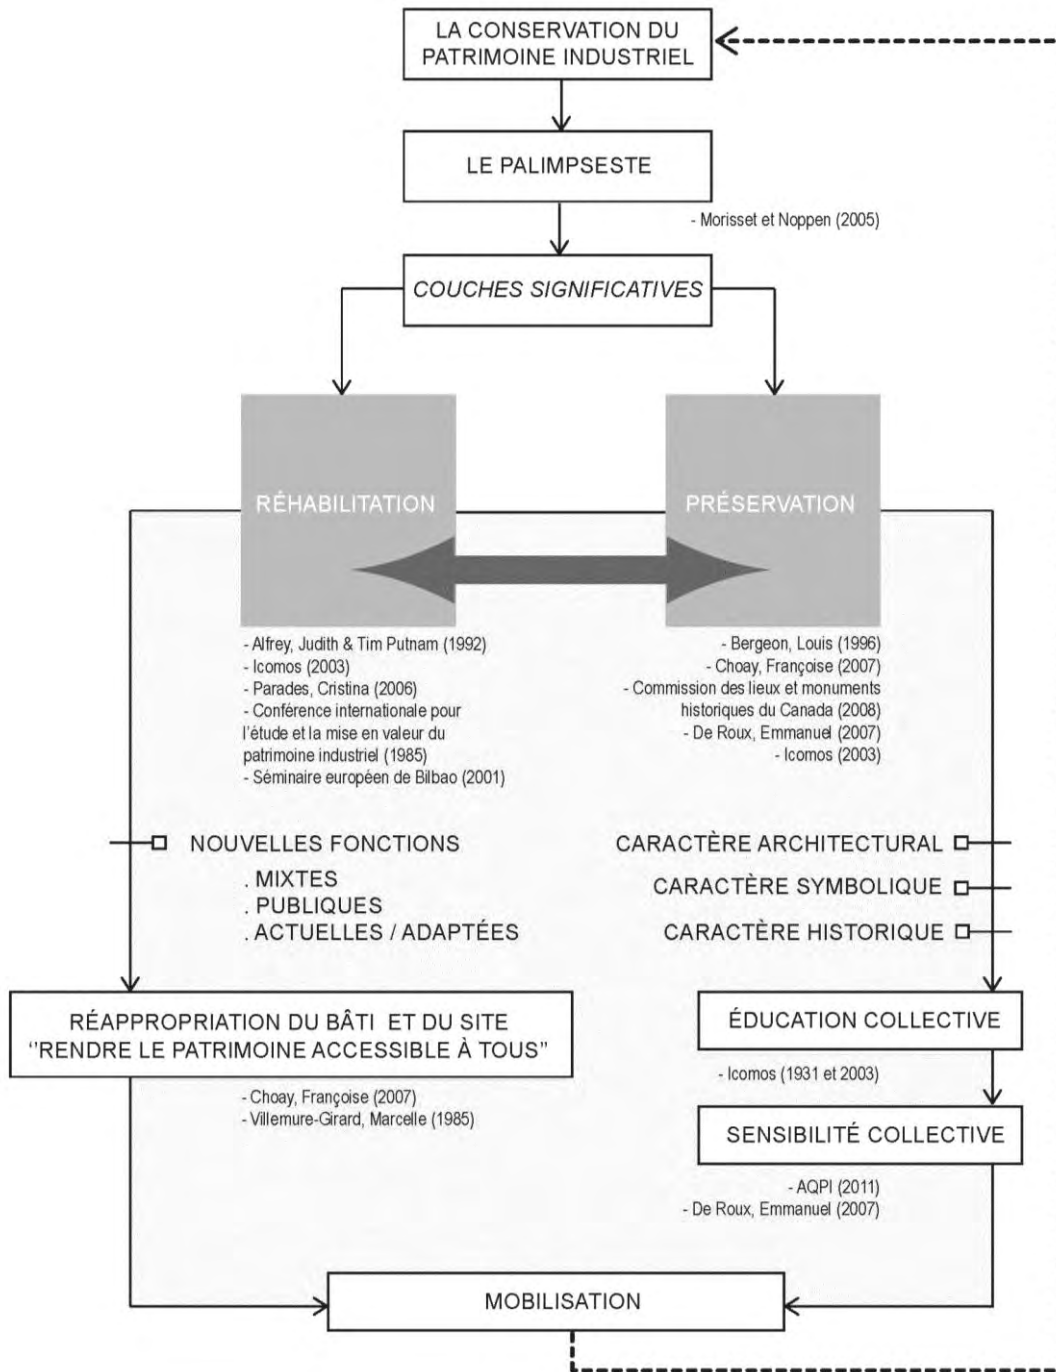 LA CONSERVATION DU
PATRIMOINE INDUSTRIEL
LE PALIMPSESTE
- Morisset et Noppen (2005)
COUCHES SIGNIFICATIVES
RÉHABILITATION
PRÉSERVATION
- Alfrey, Judith & Tim Putnam (1992)
- Icomos (2003)
- Parades, Cristina (2006)
- Conférence internationale pour
l'étude et la mise en valeur du
patrimoine industriel (1985)
- Séminaire européen de Bilbao (2001)
- Bergeon, Louis (1996)
- Choay, Françoise (2007)
- Commission des lieux et monuments
historiques du Canada (2008)
- De Roux, Emmanuel (2007)
- Icomos (2003)
NOUVELLES FONCTIONS
. MIXTES
. PUBLIQUES
. ACTUELLES / ADAPTÉES
CARACTÈRE ARCHITECTURAL
CARACTÈRE SYMBOLIQUE
CARACTÈRE HISTORIQUE
RÉAPPROPRIATION DU BÂTI ET DU SITE
‘‘RENDRE LE PATRIMOINE ACCESSIBLE À TOUS’’
- Choay, Françoise (2007)
- Villemure-Girard, Marcelle (1985)
ÉDUCATION COLLECTIVE
- Icomos (1931 et 2003)
SENSIBILITÉ COLLECTIVE
- AQPI (2011)
- De Roux, Emmanuel (2007)
MOBILISATION